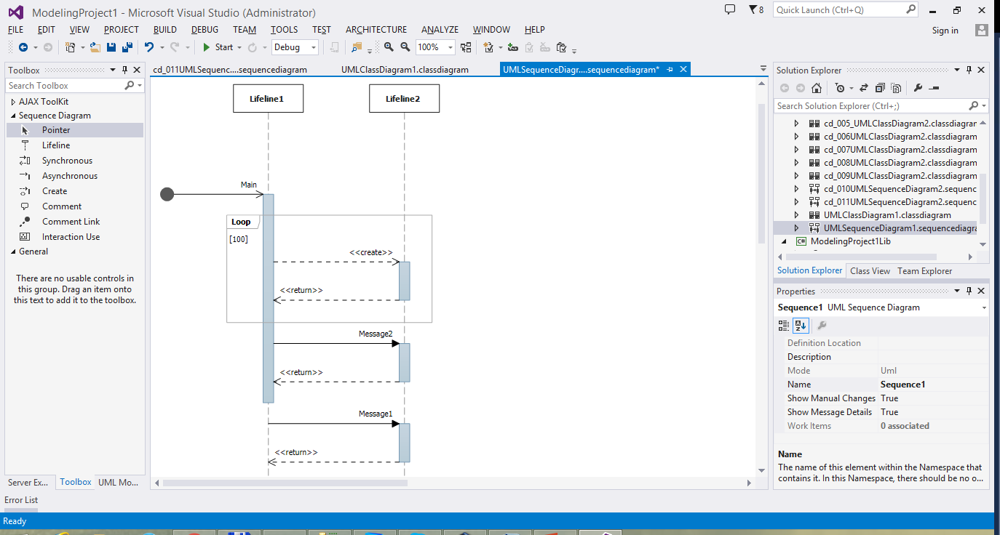 ModelingProject1 - Microsoft Visual Studio (Administrator)
8
Quick Launch (Ctrl+Q)
FILE EDIT VIEW PROJECT BUILD DEBUG TEAM TOOLS TEST ARCHITECTURE ANALYZE WINDOW HELP
Sign in
Start Debug 100%
Toolbox
Search Toolbox
AJAX ToolKit
Sequence Diagram
Pointer
Lifeline
Synchronous
Asynchronous
Create
Comment
Comment Link
Interaction Use
General
There are no usable controls in
this group. Drag an item onto
this text to add it to the toolbox.
Server Ex... Toolbox UML Mo...
cd_011UMLSequenc....sequencediagram UMLClassDiagram1.classdiagram UMLSequenceDiagr....sequencediagram*
Lifeline1 Lifeline2
Main
Loop
[100]
<<create>>
<<return>>
Message2
<<return>>
Message1
<<return>>
Solution Explorer
Search Solution Explorer (Ctrl+;)
cd_005_UMLClassDiagram2.classdiagrar
cd_006UMLClassDiagram2.classdiagram
cd_007UMLClassDiagram2.classdiagram
cd_008UMLClassDiagram2.classdiagram
cd_009UMLClassDiagram2.classdiagram
cd_010UMLSequenceDiagram2.sequenc
cd_011UMLSequenceDiagram2.sequenc
UMLClassDiagram1.classdiagram
UMLSequenceDiagram1.sequencediagra
C# ModelingProject1Lib
Solution Explorer Class View Team Explorer
Properties
Sequence1 UML Sequence Diagram
Definition Location
Description
Mode Uml
Name Sequence1
Show Manual Changes True
Show Message Details True
Work Items 0 associated
Name
The name of this element within the Namespace that
contains it. In this Namespace, there should be no o...
Error List
Ready